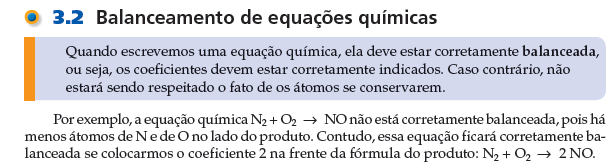 3.2 Balanceamento de equações químicas
Quando escrevemos uma equação química, ela deve estar corretamente balanceada,
ou seja, os coeficientes devem estar corretamente indicados. Caso contrário, não
estará sendo respeitado o fato de os átomos se conservarem.
Por exemplo, a equação química N₂ + O₂ → NO não está corretamente balanceada, pois há
menos átomos de N e de O no lado do produto. Contudo, essa equação ficará corretamente ba-
lanceada se colocarmos o coeficiente 2 na frente da fórmula do produto: N₂ + O₂ → 2 NO.